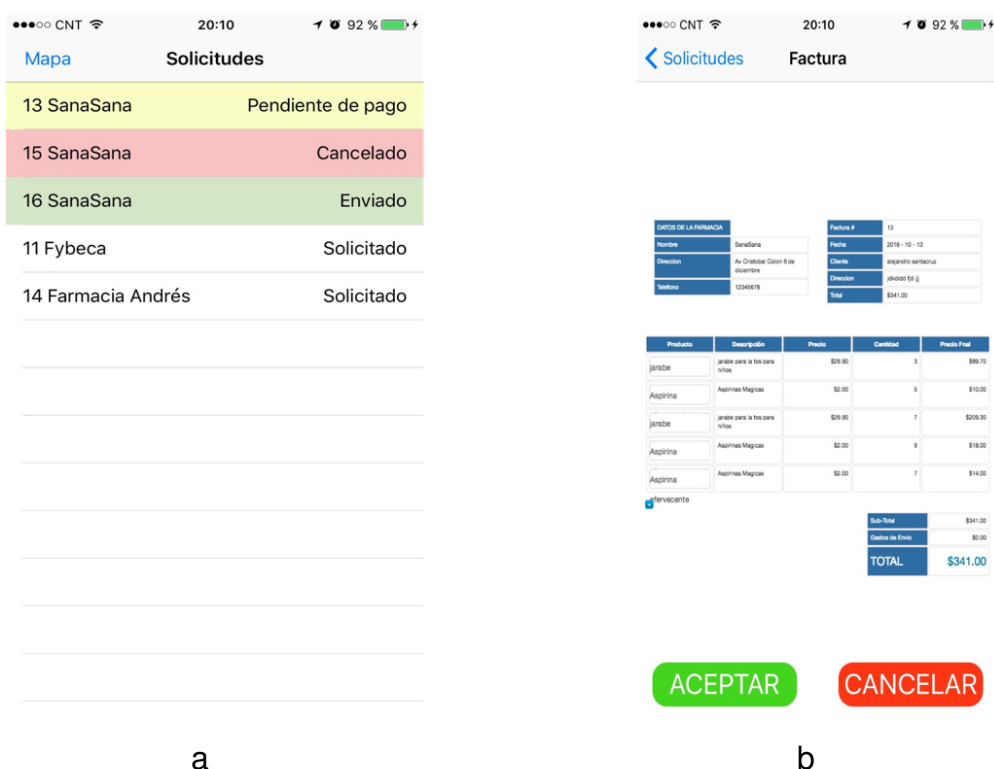 CNT 20:10 92 %
Mapa Solicitudes
13 SanaSana Pendiente de pago
15 SanaSana Cancelado
16 SanaSana Enviado
11 Fybeca Solicitado
14 Farmacia Andrés Solicitado
a
CNT 20:10 92 %
Solicitudes Factura
DATOS DE LA FARMACIA
Nombre SanaSana
Direccion Av Cristobal Colon 6 de
diciembre
Telefono 12345678
Factura # 13
Fecha 2016 - 10 - 13
Cliente alejandro santacruz
Direccion
Total $341.00
Producto Descripción Precio Cantidad Precio Fnal
jarabe jarabe para la tos para $29.90 3 $89.70
niños
Aspirina Aspirinas Magicas $2.00 5 $10.00
jarabe jarabe para la tos para $29.90 7 $209.30
niños
Aspirina Aspirinas Magicas $2.00 9 $18.00
Aspirina Aspirinas Magicas $2.00 7 $14.00
efervecente
Sub-Total $341.00
Gastos de Envio $0.00
TOTAL $341.00
ACEPTAR CANCELAR
b